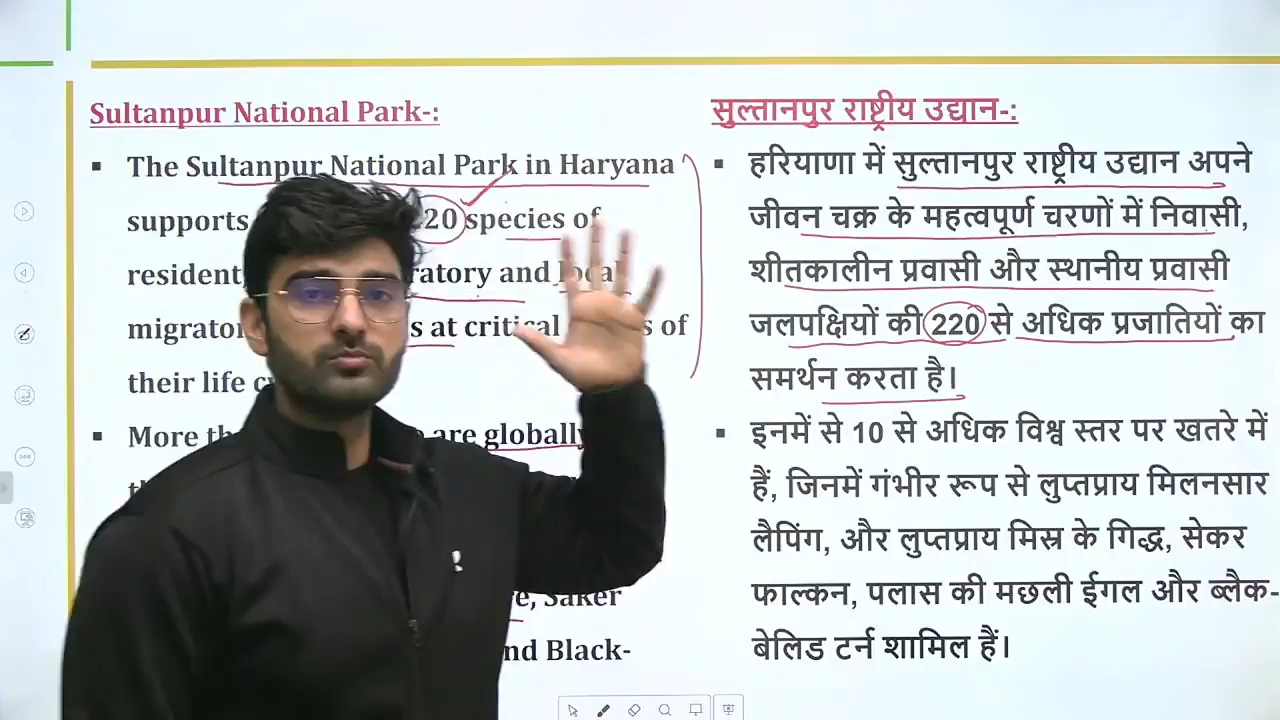 Sultanpur National Park-:
The Sultanpur National Park in Haryana
supports 20 species of
resident, ratory and local
migrator s at critical s of
their life c
More th are globally
e, Saker
nd Black-
सुल्तानपुर राष्ट्रीय उद्यान-:
हरियाणा में सुल्तानपुर राष्ट्रीय उद्यान अपने
जीवन चक्र के महत्वपूर्ण चरणों में निवासी,
शीतकालीन प्रवासी और स्थानीय प्रवासी
जलपक्षियों की 220 से अधिक प्रजातियों का
समर्थन करता है।
इनमें से 10 से अधिक विश्व स्तर पर खतरे में
हैं, जिनमें गंभीर रूप से लुप्तप्राय मिलनसार
लैपिंग, और लुप्तप्राय मिस्र के गिद्ध, सेकर
फाल्कन, पलास की मछली ईगल और ब्लैक-
बेलिड टर्न शामिल हैं।